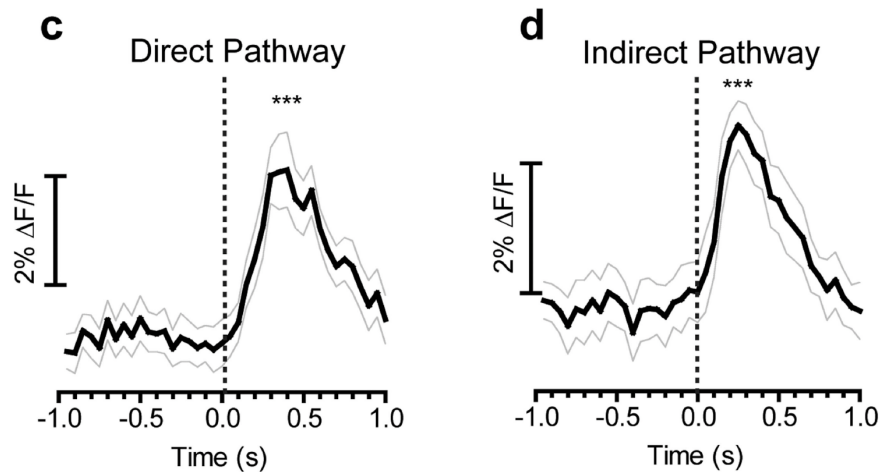 c
Direct Pathway
***
2% ΔF/F
-1.0 -0.5 0.0 0.5 1.0
Time (s)
d
Indirect Pathway
***
2% ΔF/F
-1.0 -0.5 0.0 0.5 1.0
Time (s)